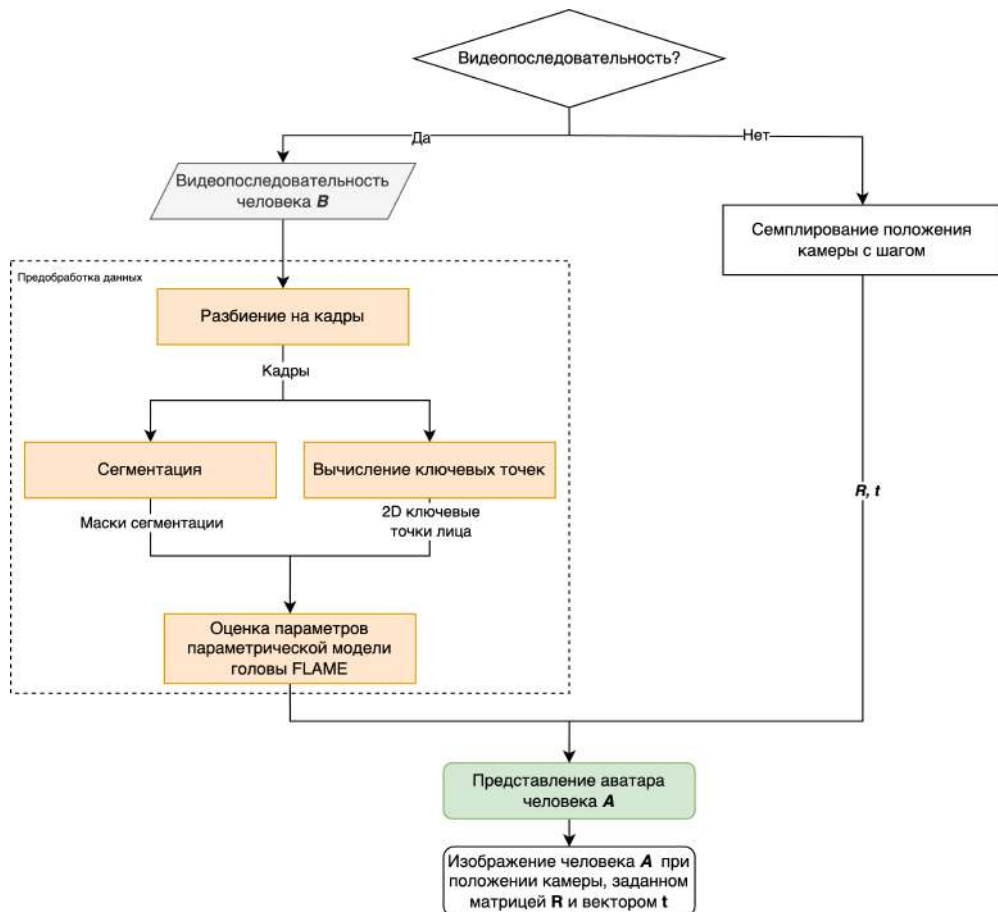 Видеопоследовательность?
Да
Нет
Видеопоследовательность
человека B
Семплирование положения
камеры с шагом
Предобработка данных
Разбиение на кадры
Кадры
Сегментация
Вычисление ключевых точек
Маски сегментации
2D ключевые
точки лица
R, t
Оценка параметров
параметрической модели
головы FLAME
Представление аватара
человека A
Изображение человека A при
положении камеры, заданном
матрицей R и вектором t